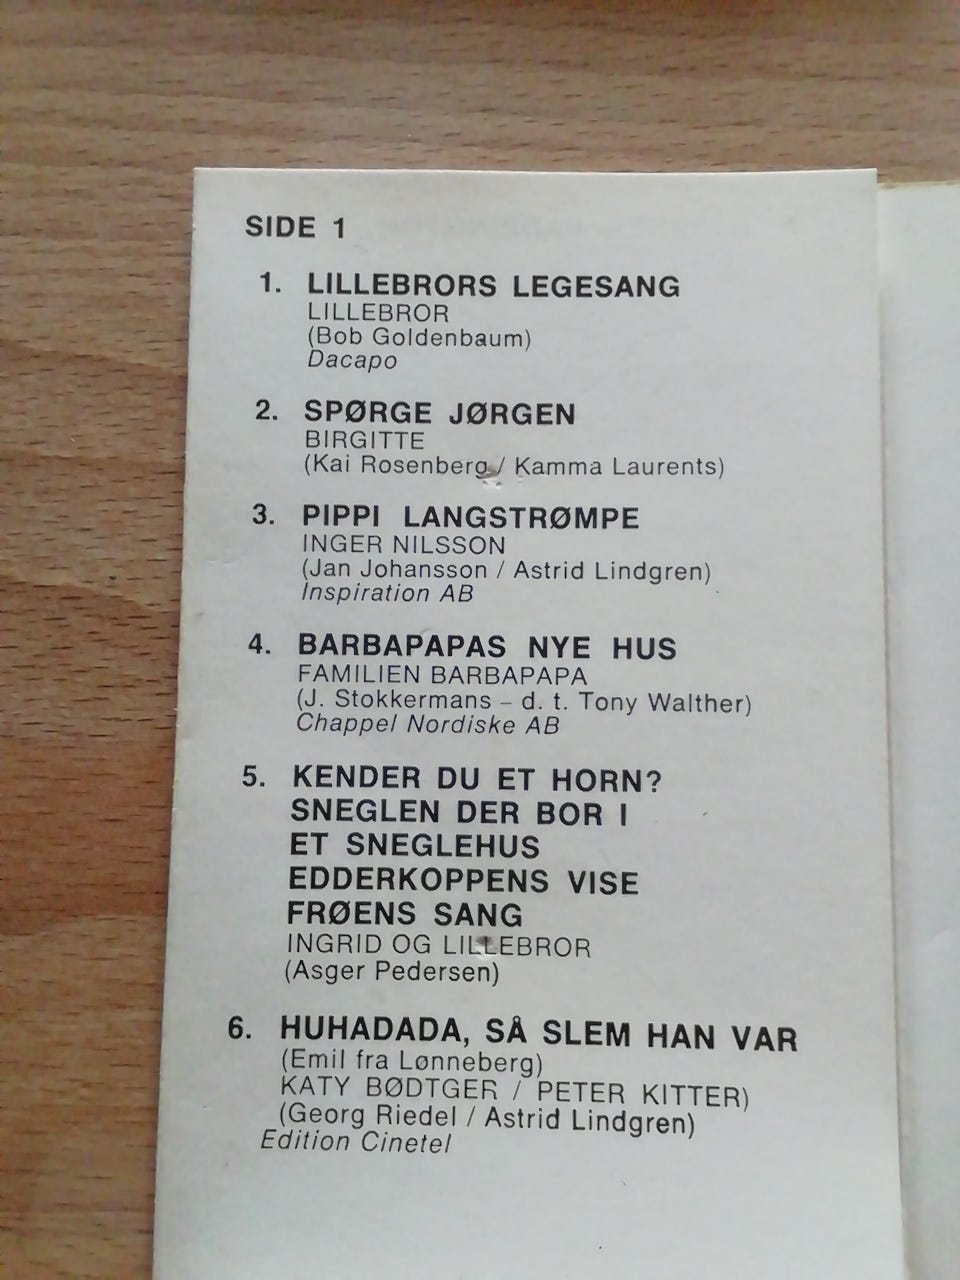 SIDE 1
1. LILLEBRORS LEGESANG
LILLEBROR
(Bob Goldenbaum)
Dacapo
2. SPØRGE JØRGEN
BIRGITTE
(Kai Rosenberg / Kamma Laurents)
3. PIPPI LANGSTRØMPE
INGER NILSSON
(Jan Johansson / Astrid Lindgren)
Inspiration AB
4. BARBAPAPAS NYE HUS
FAMILIEN BARBAPAPA
(J. Stokkermans – d. t. Tony Walther)
Chappel Nordiske AB
5. KENDER DU ET HORN?
SNEGLEN DER BOR I
ET SNEGLEHUS
EDDERKOPPENS VISE
FRØENS SANG
INGRID OG LILLEBROR
(Asger Pedersen)
6. HUHADADA, SÅ SLEM HAN VAR
(Emil fra Lønneberg)
KATY BØDTGER / PETER KITTER)
(Georg Riedel / Astrid Lindgren)
Edition Cinetel